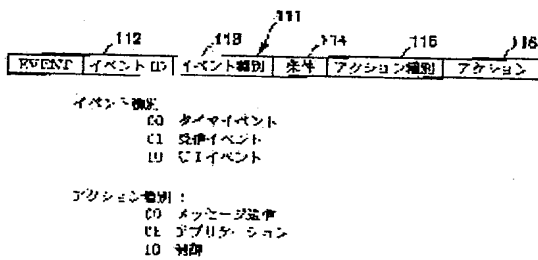 112 113 111 114 115 116
EVENT イベントID イベント種別 条件 アクション種別 アクション
イベント種別
00 タイマイベント
01 受信イベント
10 イベント
アクション種別:
00 メッセージ送信
アプリケーション
10 制御